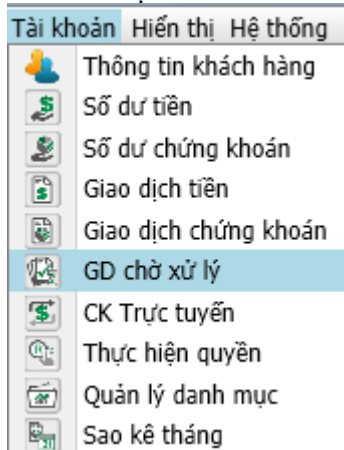 Tài khoản Hiển thị Hệ thống
Thông tin khách hàng
Số dư tiền
Số dư chứng khoán
Giao dịch tiền
Giao dịch chứng khoán
GD chờ xử lý
CK Trực tuyến
Thực hiện quyền
Quản lý danh mục
Sao kê tháng